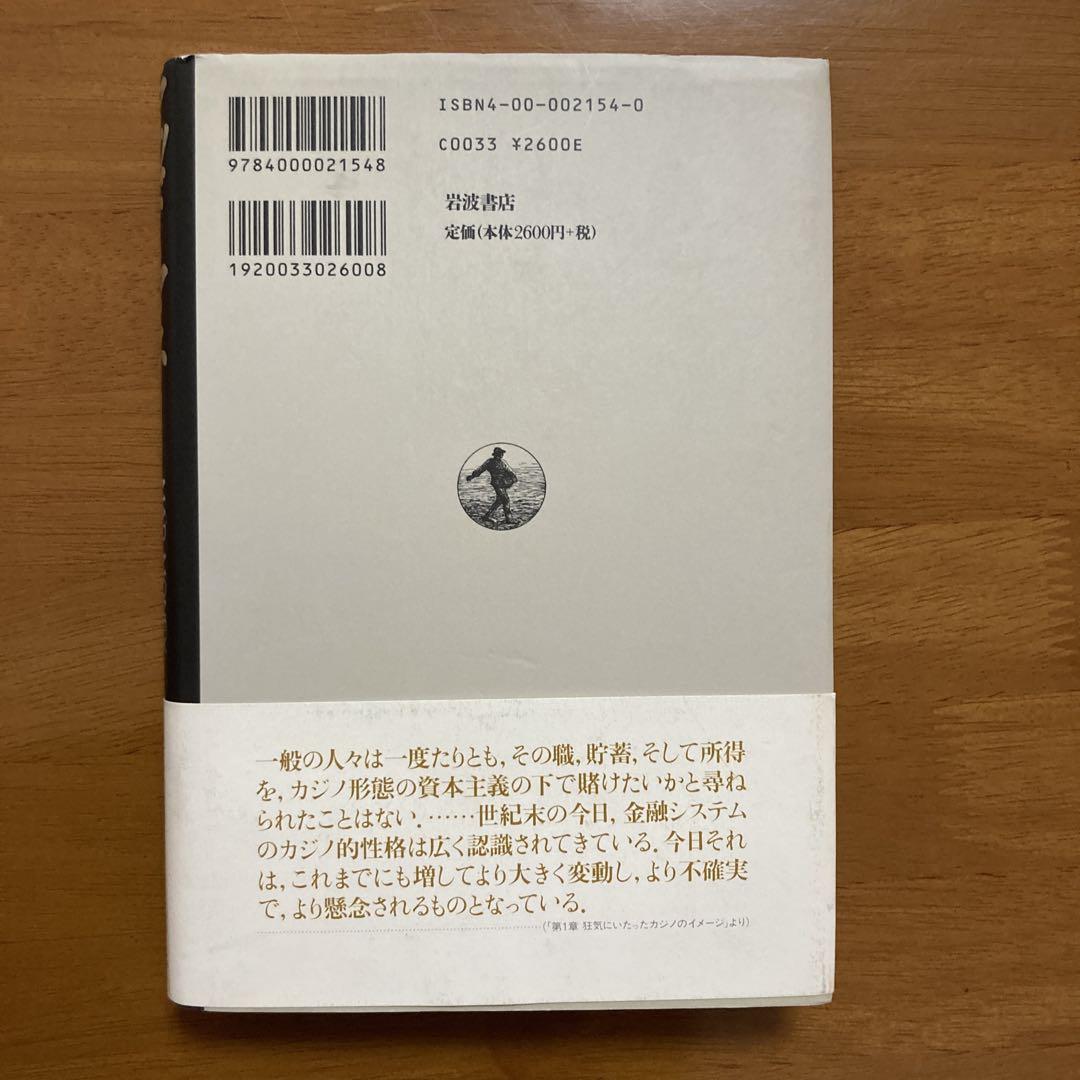 ISBN4-00-002154-0
C0033 ¥2600E
9784000021548
岩波書店
定価(本体2600円+税)
1920033026008
一般の人々は一度たりとも,その職,貯蓄,そして所得
を,カジノ形態の資本主義の下で賭けたいかと尋ね
られたことはない.……世紀末の今日,金融システム
のカジノ的性格は広く認識されてきている.今日それ
は,これまでにも増してより大きく変動し,より不確実
で,より懸念されるものとなっている.
(「第1章 狂気にいたったカジノのイメージ」より)